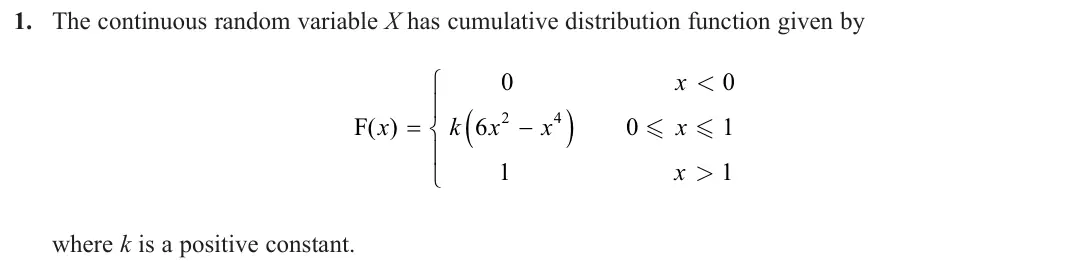 1. The continuous random variable X has cumulative distribution function given by
0 x < 0
F(x) = { k(6x² – x⁴) 0 ⩽ x ⩽ 1
1 x > 1
where k is a positive constant.